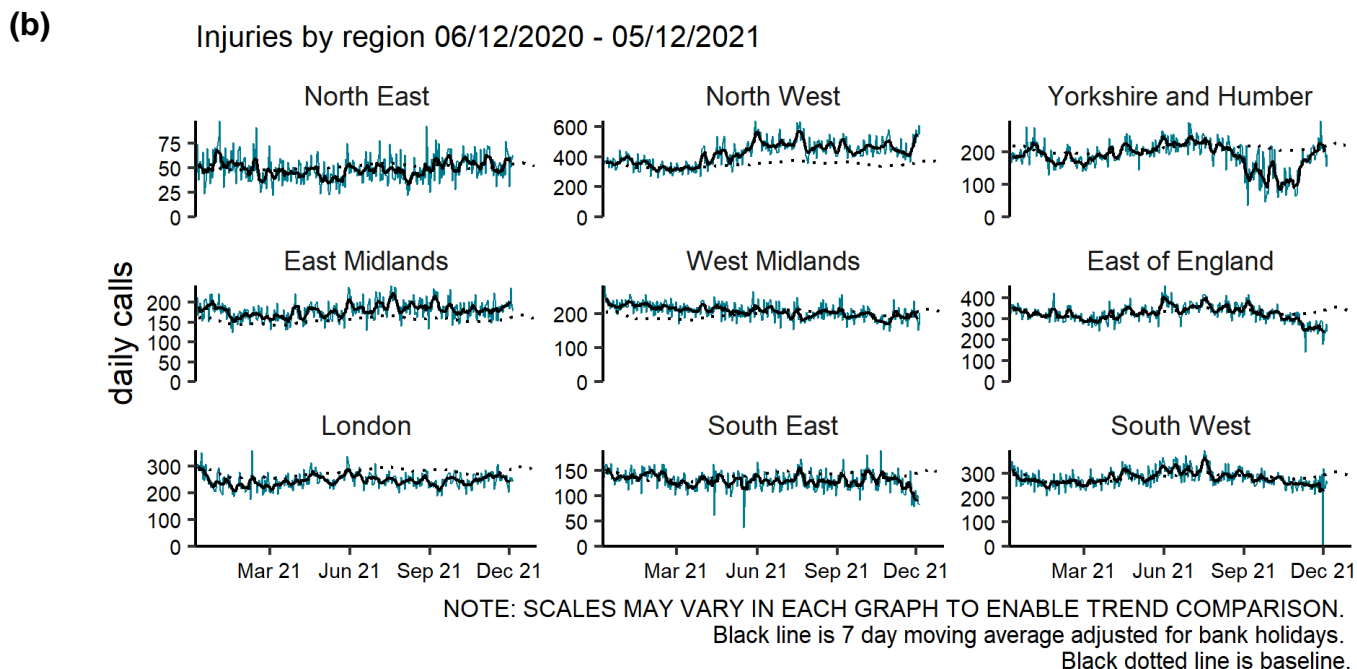 (b)
Injuries by region 06/12/2020 - 05/12/2021
daily calls
North East
75
50
25
0
North West
600
400
200
0
Yorkshire and Humber
200
100
0
East Midlands
200
150
100
50
0
West Midlands
200
100
0
East of England
400
300
200
100
0
London
300
200
100
0
Mar 21 Jun 21 Sep 21 Dec 21
South East
150
100
50
0
Mar 21 Jun 21 Sep 21 Dec 21
South West
300
200
100
0
Mar 21 Jun 21 Sep 21 Dec 21
NOTE: SCALES MAY VARY IN EACH GRAPH TO ENABLE TREND COMPARISON.
Black line is 7 day moving average adjusted for bank holidays.
Black dotted line is baseline.